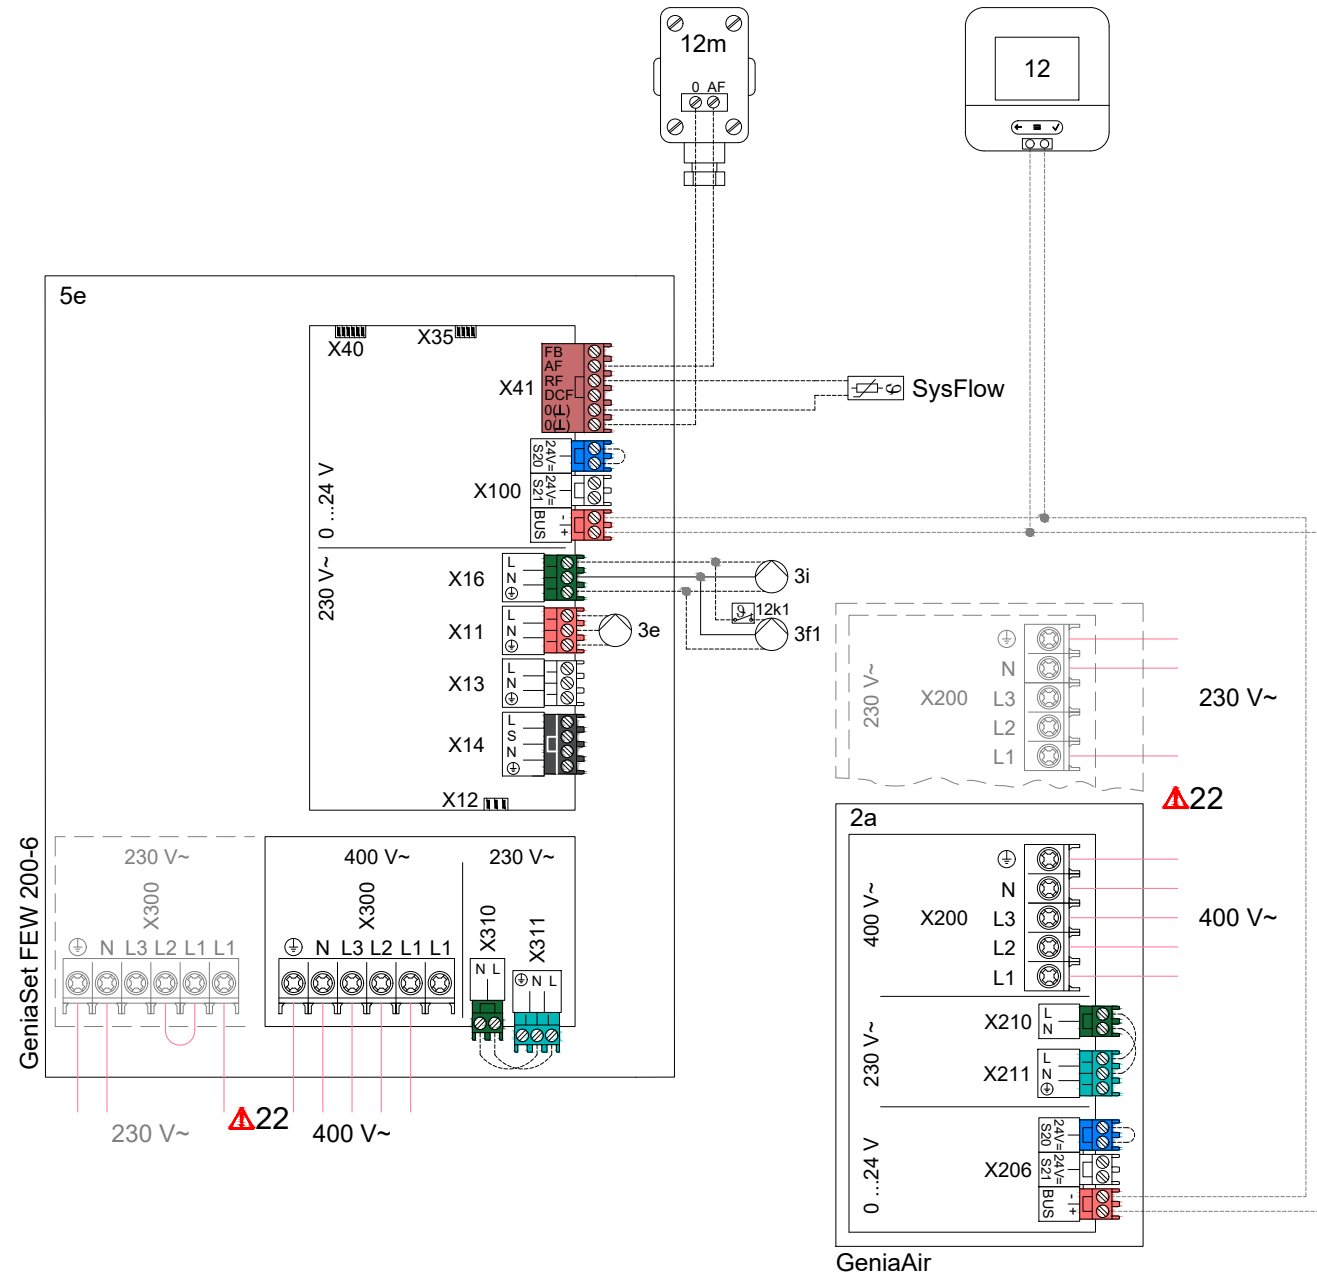 12m
0 AF
12
5e
X40
X35
X41
FB
AF
RF
DCF
0(⊥)
0(⊥)
SysFlow
0 ...24 V
X100
S20
24V=
S21
24V=
BUS
-
+
230 V~
X16
L
N
3i
12k1
3f1
X11
L
N
3e
X13
L
N
X14
L
S
N
X12
GeniaSet FEW 200-6
230 V~
X300
N L3 L2 L1 L1
230 V~
22
400 V~
X300
N L3 L2 L1 L1
400 V~
230 V~
X310
N L
X311
N L
230 V~
X200
N
L3
L2
L1
230 V~
22
2a
400 V~
X200
N
L3
L2
L1
400 V~
230 V~
X210
L
N
X211
L
N
0 ...24 V
X206
S20
24V=
S21
24V=
BUS
-
+
GeniaAir